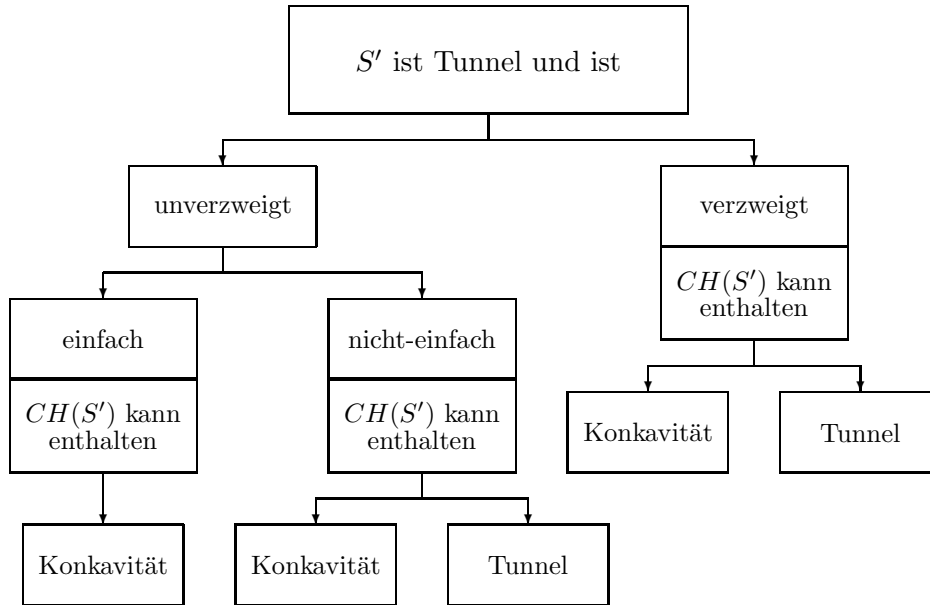 S′ ist Tunnel und ist
unverzweigt
verzweigt
CH(S′) kann
enthalten
einfach
nicht-einfach
CH(S′) kann
enthalten
CH(S′) kann
enthalten
Konkavität
Tunnel
Konkavität
Konkavität
Tunnel